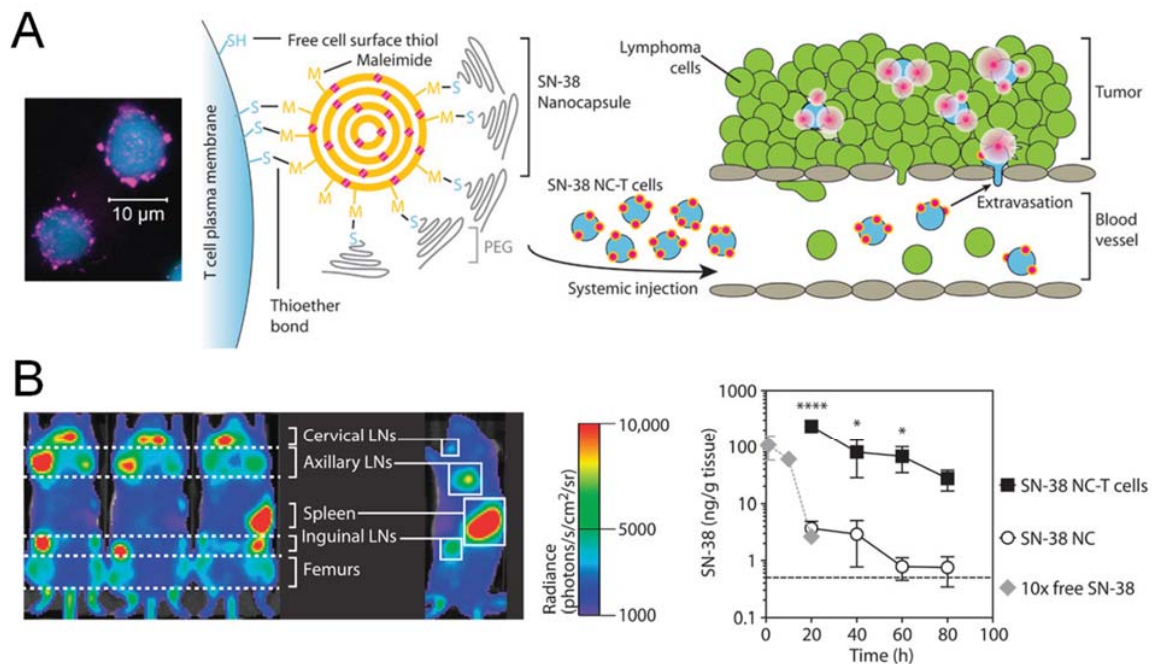 A
SH
Free cell surface thiol
Maleimide
M
M
M
S
M
M
S
SN-38
Nanocapsule
S
M
M
S
S
M
M
S
M
M
M
S
S
PEG
10 µm
T cell plasma membrane
Thioether
bond
Lymphoma
cells
Tumor
SN-38 NC-T cells
Extravasation
Blood
vessel
Systemic injection
B
Cervical LNs
Axillary LNs
Spleen
Inguinal LNs
Femurs
Radiance
(photons/s/cm²/sr)
10,000
5000
1000
SN-38 (ng/g tissue)
1000
100
10
1
0.1
****
*
*
0
20
40
60
80
100
Time (h)
SN-38 NC-T cells
SN-38 NC
10x free SN-38